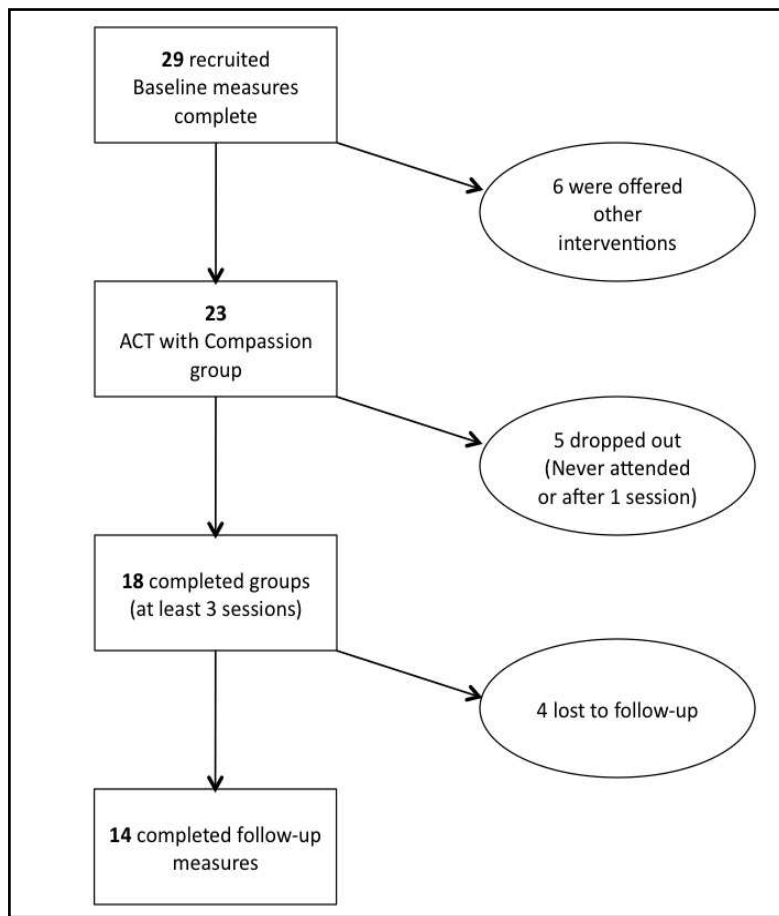 29 recruited
Baseline measures
complete
6 were offered
other
interventions
23
ACT with Compassion
group
5 dropped out
(Never attended
or after 1 session)
18 completed groups
(at least 3 sessions)
4 lost to follow-up
14 completed follow-up
measures